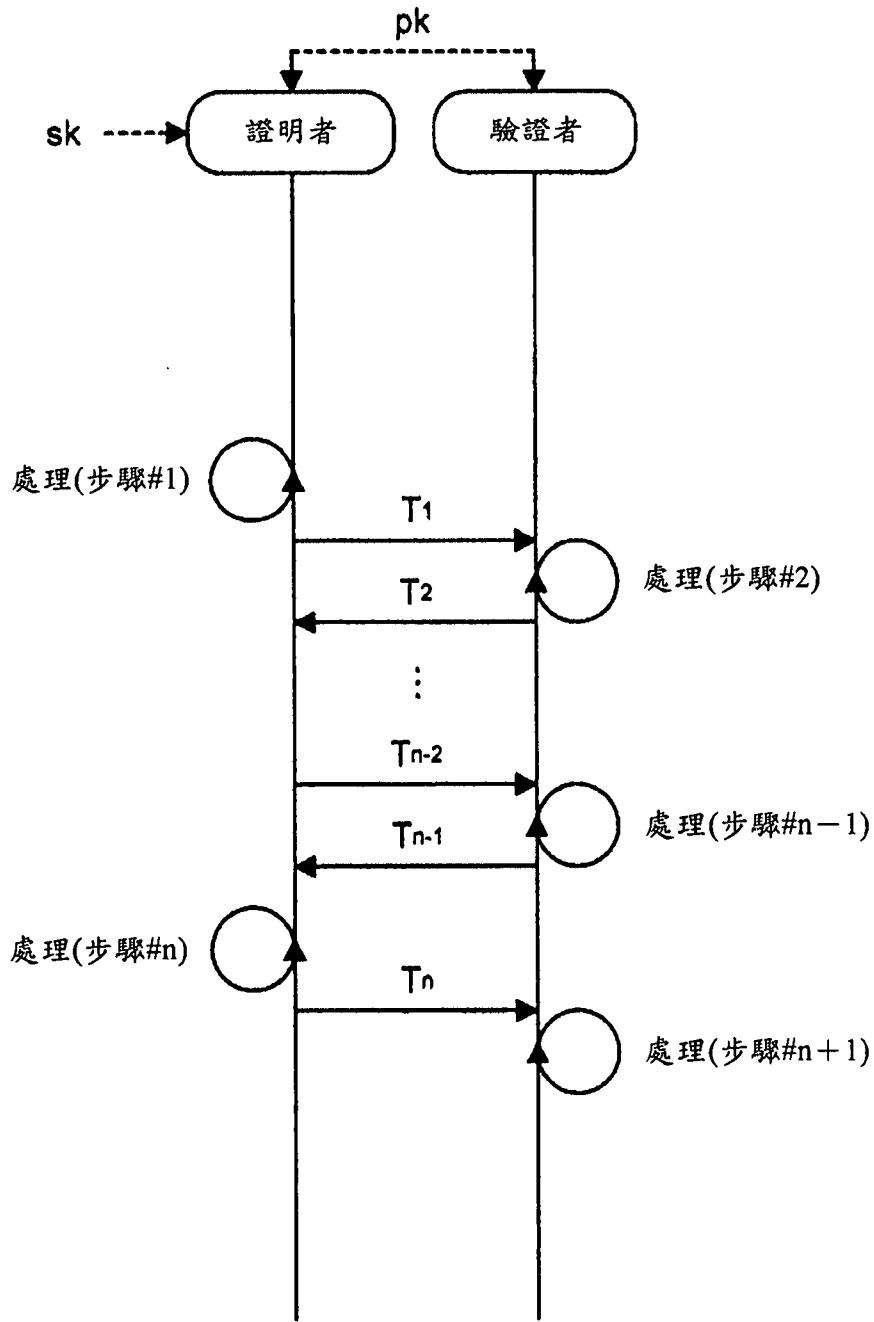 pk
sk
證明者
驗證者
處理(步驟#1)
T1
處理(步驟#2)
T2
⋮
Tn-2
處理(步驟#n－1)
Tn-1
處理(步驟#n)
Tn
處理(步驟#n＋1)